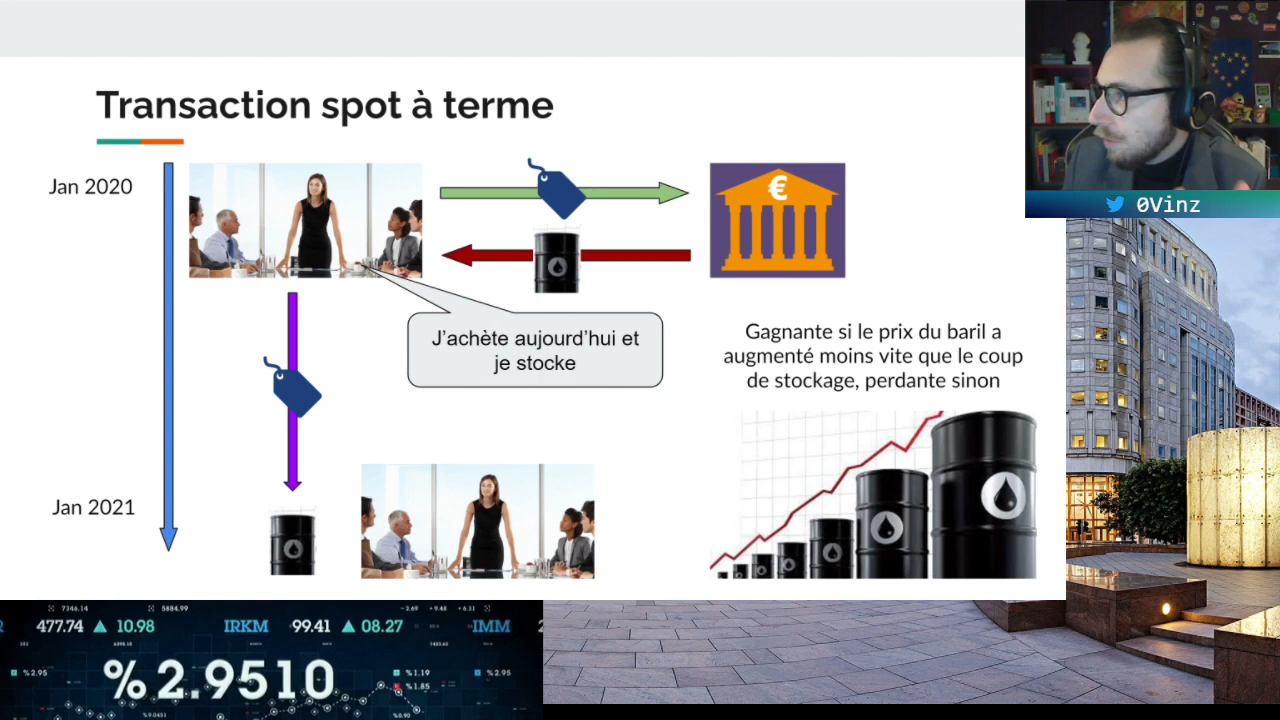 Transaction spot à terme
Jan 2020
€
J'achète aujourd'hui et
je stocke
Gagnante si le prix du baril a
augmenté moins vite que le coup
de stockage, perdante sinon
Jan 2021
0Vinz
7346.14
5884.99
-2.69 +9.48 +6.31
477.74 ▲ 10.98
IRKM
-99.41 ▲ 08.27
-IMM
%2.95
%2.9510
%1.19
%1.85
%2.95
%9.0431
%0.90